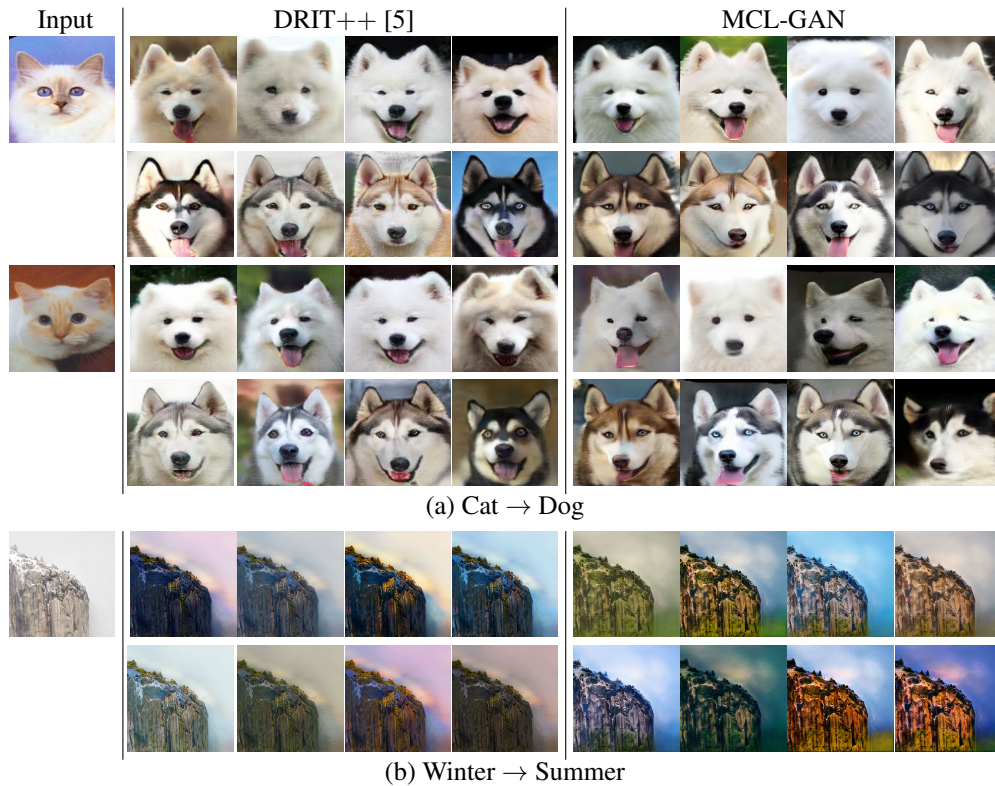 Input DRIT++ [5] MCL-GAN
(a) Cat → Dog
(b) Winter → Summer